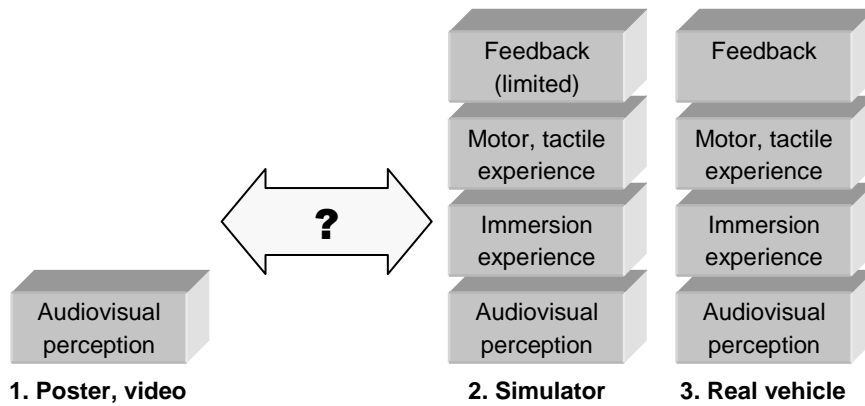 Feedback
(limited)
Feedback
Motor, tactile
experience
Motor, tactile
experience
?
Immersion
experience
Immersion
experience
Audiovisual
perception
Audiovisual
perception
Audiovisual
perception
1. Poster, video
2. Simulator
3. Real vehicle